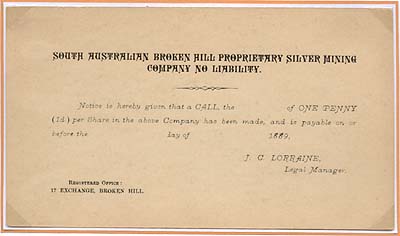 SOUTH AUSTRALIAN BROKEN HILL PROPRIETARY SILVER MINING
COMPANY NO LIABILITY.
Notice is hereby given that a CALL, the of ONE PENNY
(1d.) per Share in the above Company has been made, and is payable on or
before the day of 1889.
J. C. LORRAINE,
Legal Manager.
REGISTERED OFFICE:
17 EXCHANGE, BROKEN HILL.